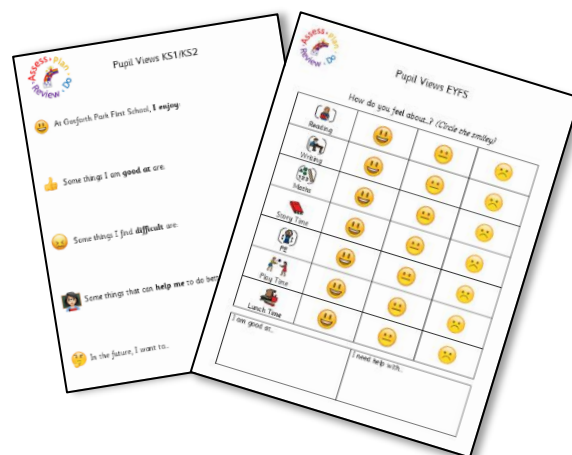 Assess • Plan
Review • Do
Pupil Views KS1/KS2
At Gosforth Park First School, I enjoy:
Some things I am good at are:
Some things I find difficult are:
Some things that can help me to do bett
In the future, I want to..
Assess • Plan
Review • Do
Pupil Views EYFS
How do you feel about..? (Circle the smiley)
Reading
Writing
Maths
Story Time
PE
Play Time
Lunch Time
I am good at..
I need help with..